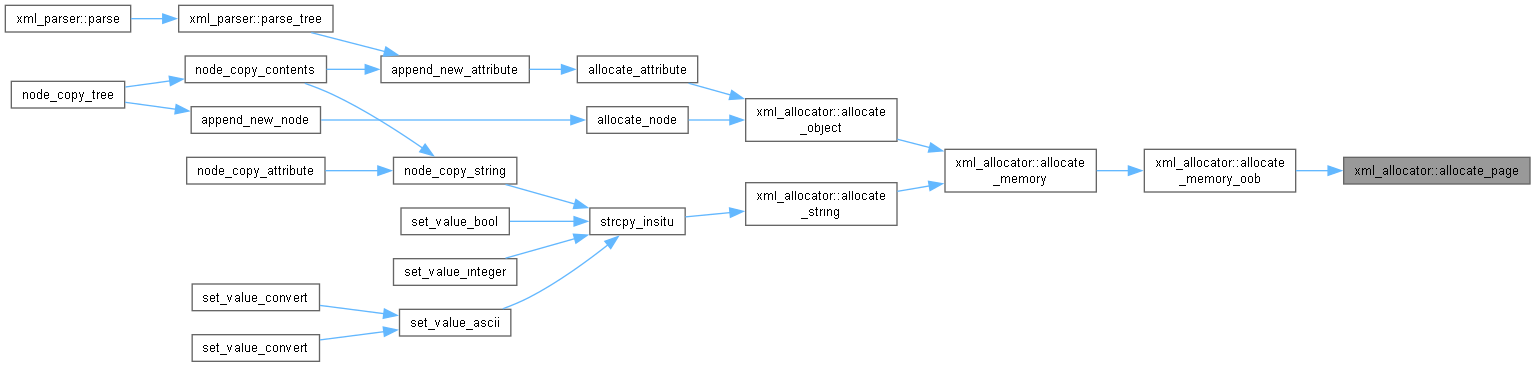 xml_parser::parse
xml_parser::parse_tree
node_copy_contents
append_new_attribute
allocate_attribute
node_copy_tree
append_new_node
allocate_node
xml_allocator::allocate
_object
node_copy_attribute
node_copy_string
xml_allocator::allocate
_memory
xml_allocator::allocate
_memory_oob
xml_allocator::allocate_page
set_value_bool
strcpy_insitu
xml_allocator::allocate
_string
set_value_integer
set_value_convert
set_value_ascii
set_value_convert